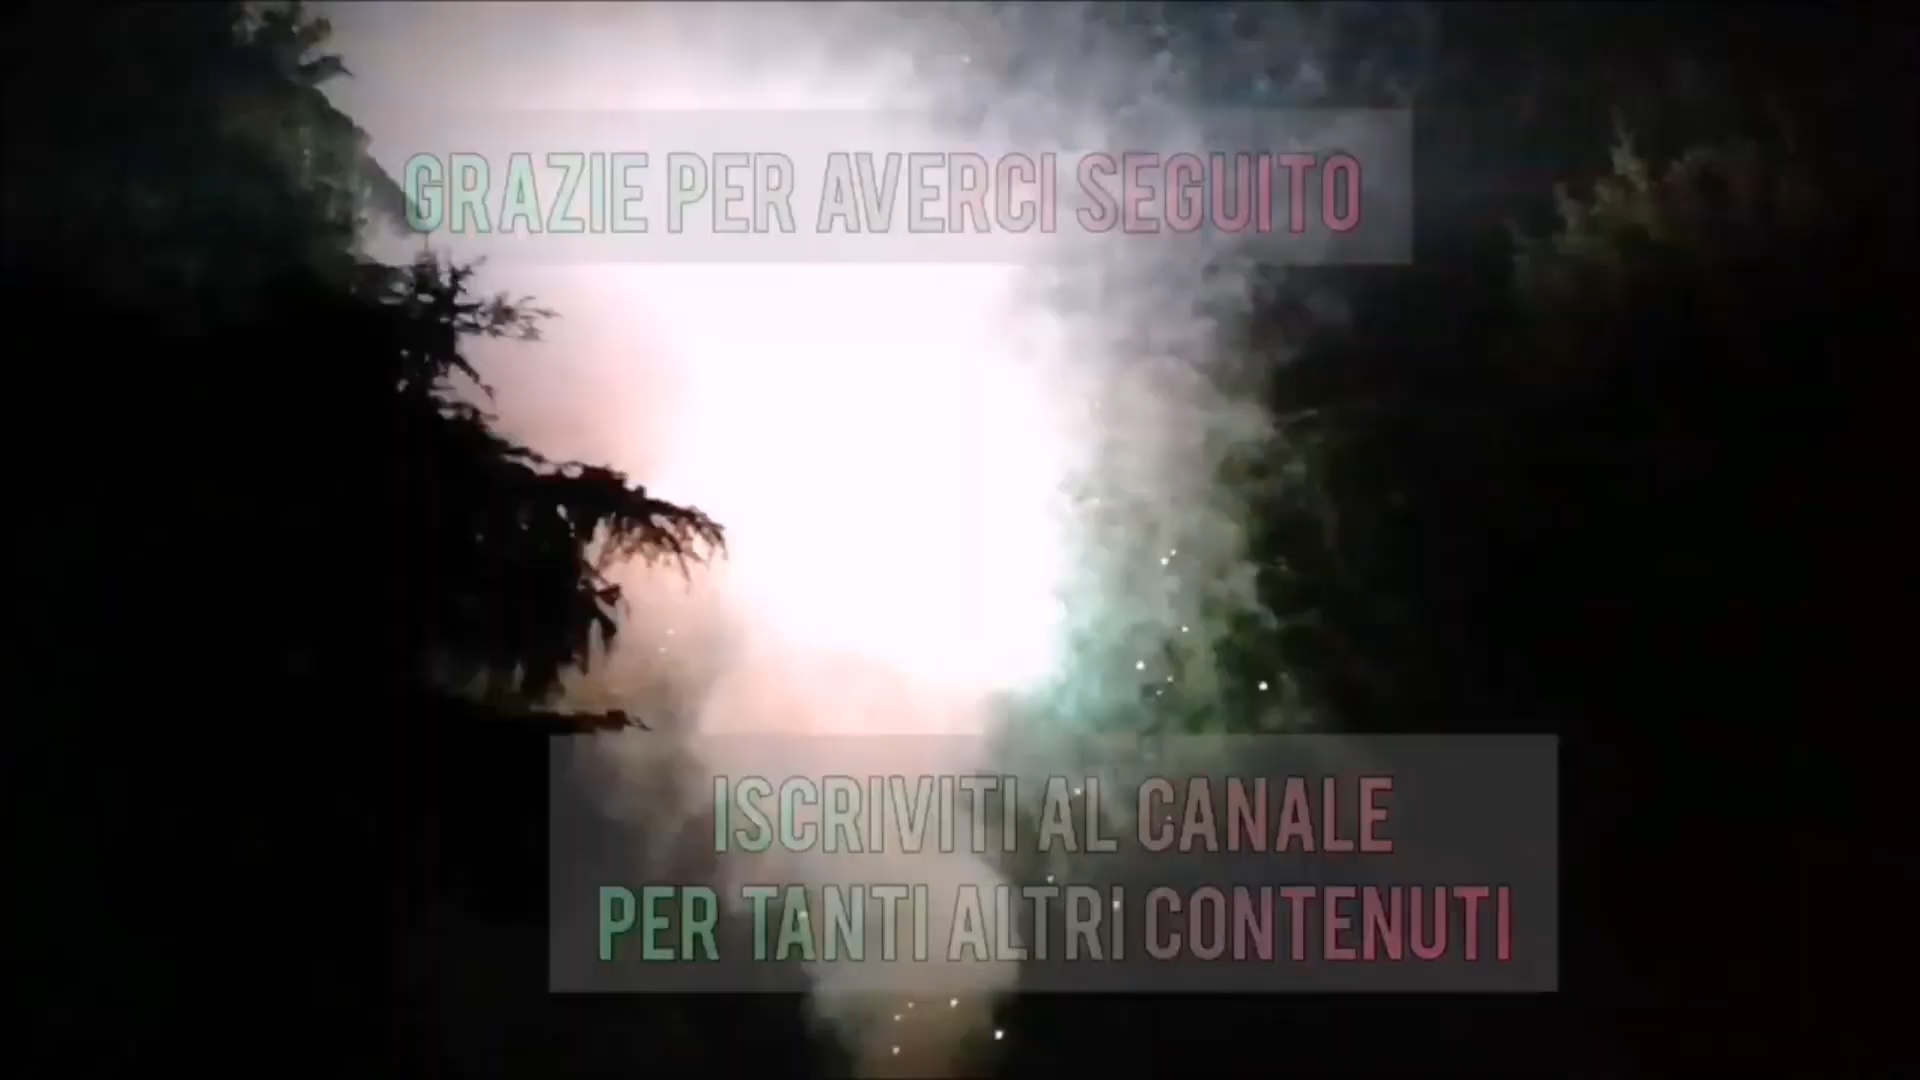 GRAZIE PER AVERCI SEGUITO
ISCRIVITI AL CANALE
PER TANTI ALTRI CONTENUTI